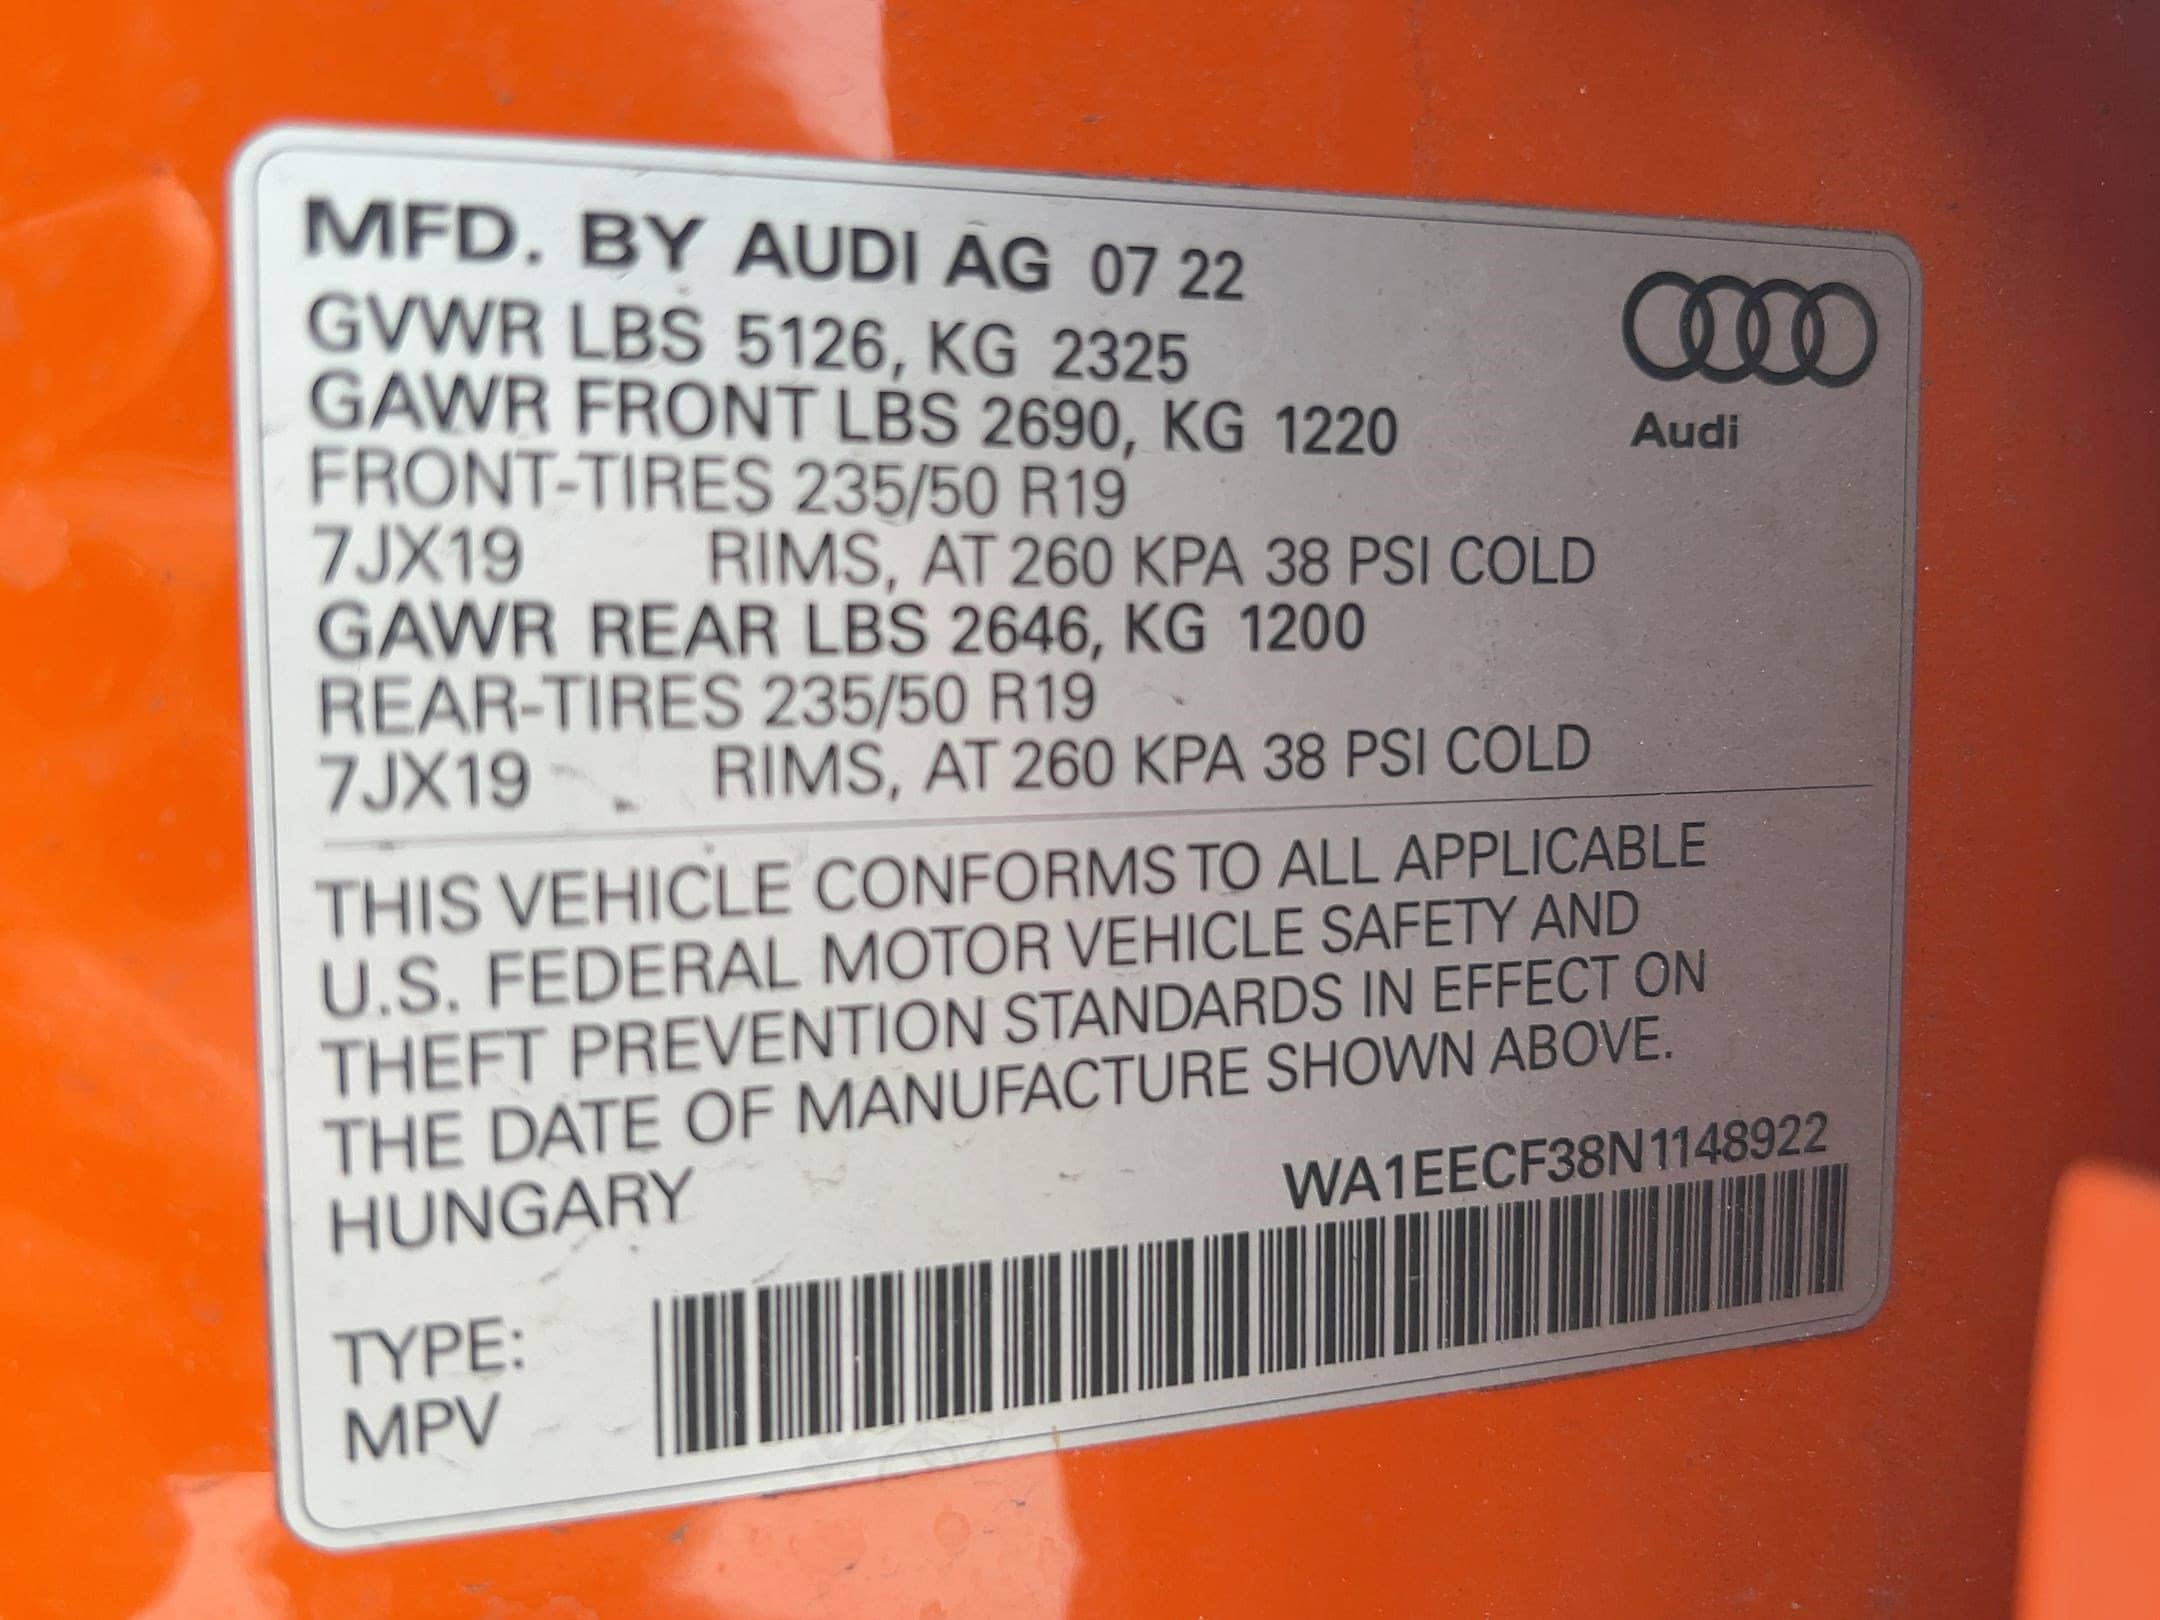 MFD. BY AUDI AG 07 22
GVWR LBS 5126, KG 2325
GAWR FRONT LBS 2690, KG 1220
Audi
FRONT-TIRES 235/50 R19
7JX19 RIMS, AT 260 KPA 38 PSI COLD
GAWR REAR LBS 2646, KG 1200
REAR-TIRES 235/50 R19
7JX19 RIMS, AT 260 KPA 38 PSI COLD
THIS VEHICLE CONFORMS TO ALL APPLICABLE
U.S. FEDERAL MOTOR VEHICLE SAFETY AND
THEFT PREVENTION STANDARDS IN EFFECT ON
THE DATE OF MANUFACTURE SHOWN ABOVE.
HUNGARY
WA1EECF38N1148922
TYPE:
MPV